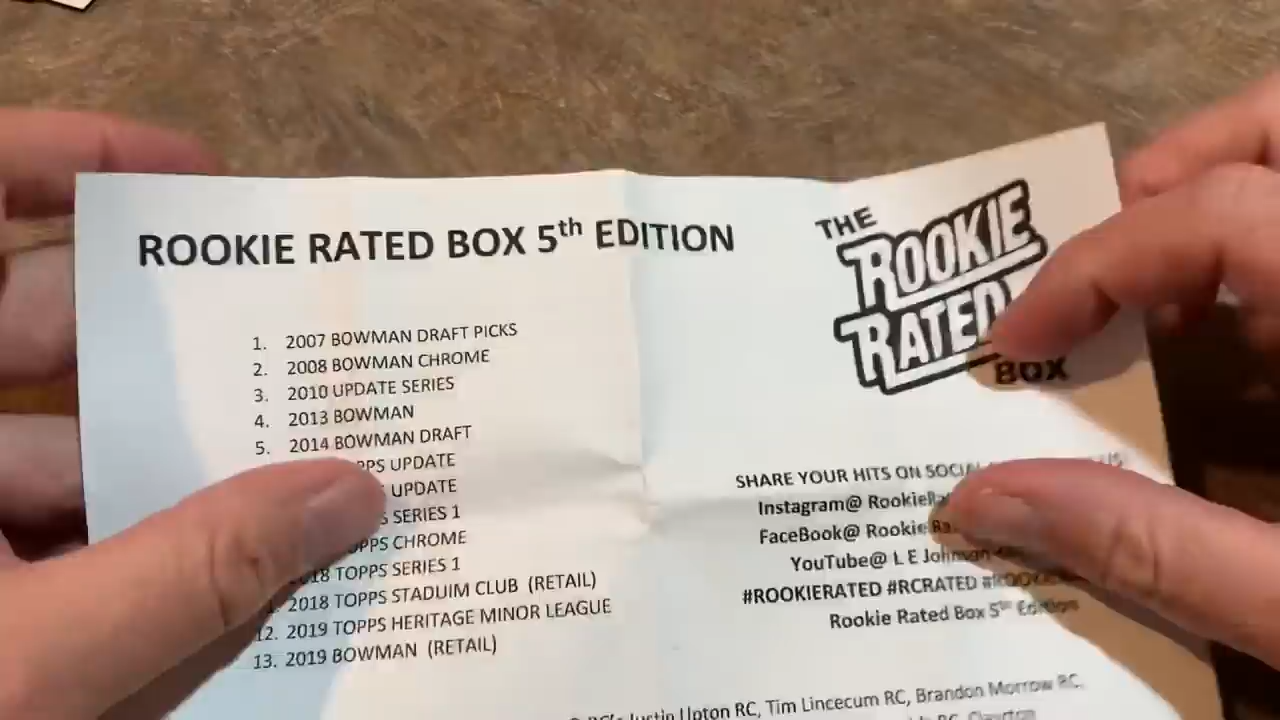 ROOKIE RATED BOX 5th EDITION
THE
ROOKIE
RATED
BOX
1. 2007 BOWMAN DRAFT PICKS
2. 2008 BOWMAN CHROME
3. 2010 UPDATE SERIES
4. 2013 BOWMAN
5. 2014 BOWMAN DRAFT
UPDATE
UPDATE
SERIES 1
CHROME
TOPPS SERIES 1
2018 TOPPS STADUIM CLUB (RETAIL)
12. 2019 TOPPS HERITAGE MINOR LEAGUE
13. 2019 BOWMAN (RETAIL)
SHARE YOUR HITS ON
Instagram@
FaceBook@ Rookie
YouTube@ L E
#ROOKIERATED #RCRATED
Rookie Rated Box 5th Edition
Justin Upton RC, Tim Lincecum RC, Brandon Morrow RC,